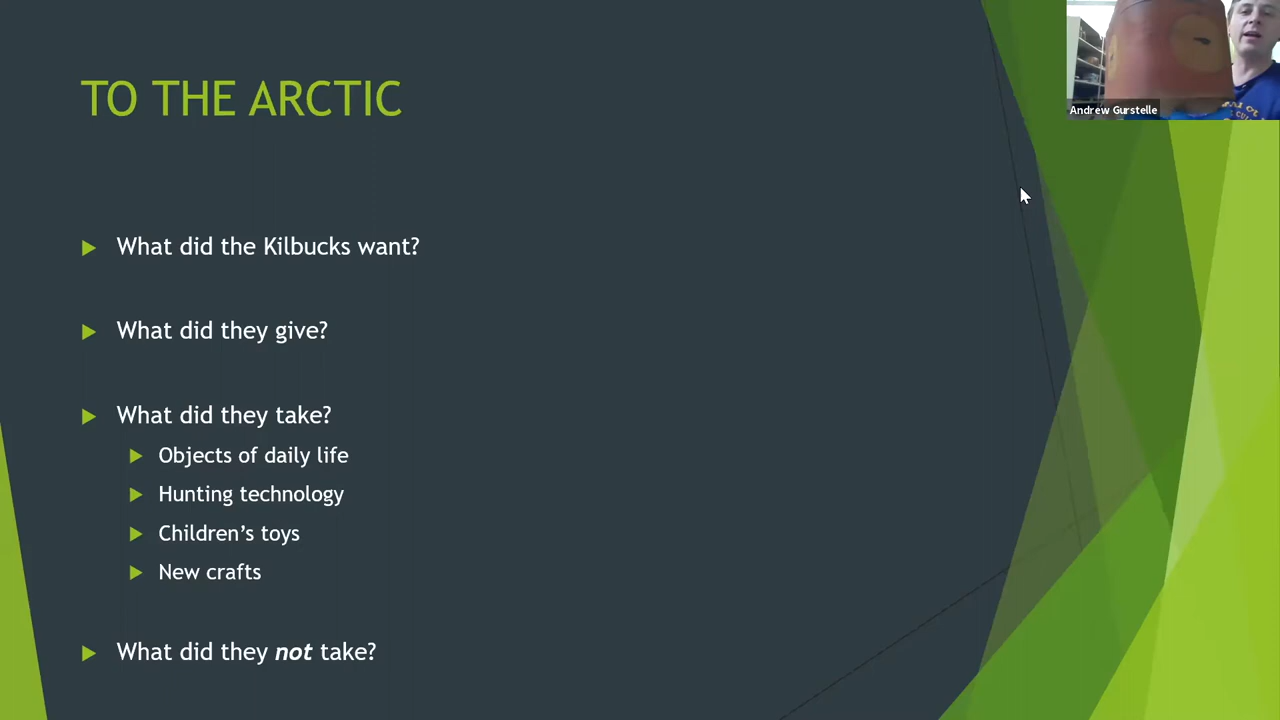 TO THE ARCTIC
Andrew Gurstelle
What did the Kilbucks want?
What did they give?
What did they take?
Objects of daily life
Hunting technology
Children’s toys
New crafts
What did they not take?